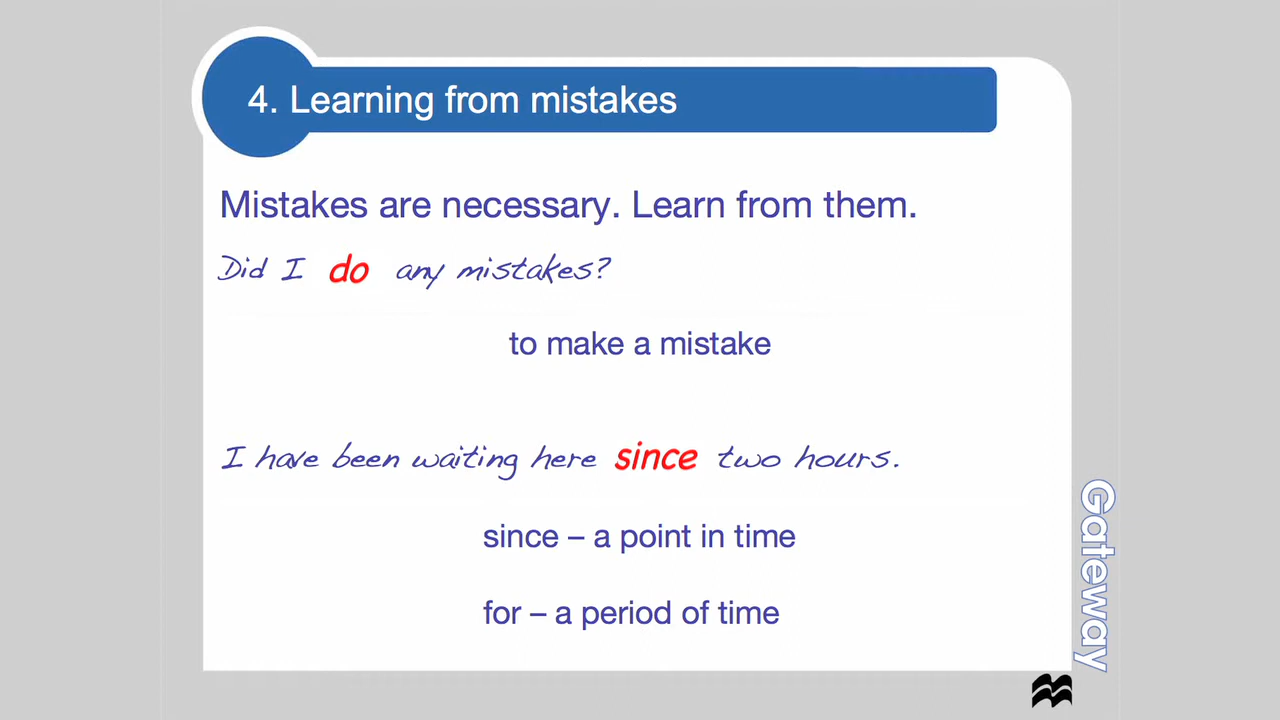 4. Learning from mistakes
Mistakes are necessary. Learn from them.
Did I do any mistakes?
to make a mistake
I have been waiting here since two hours.
since – a point in time
for – a period of time
Gateway